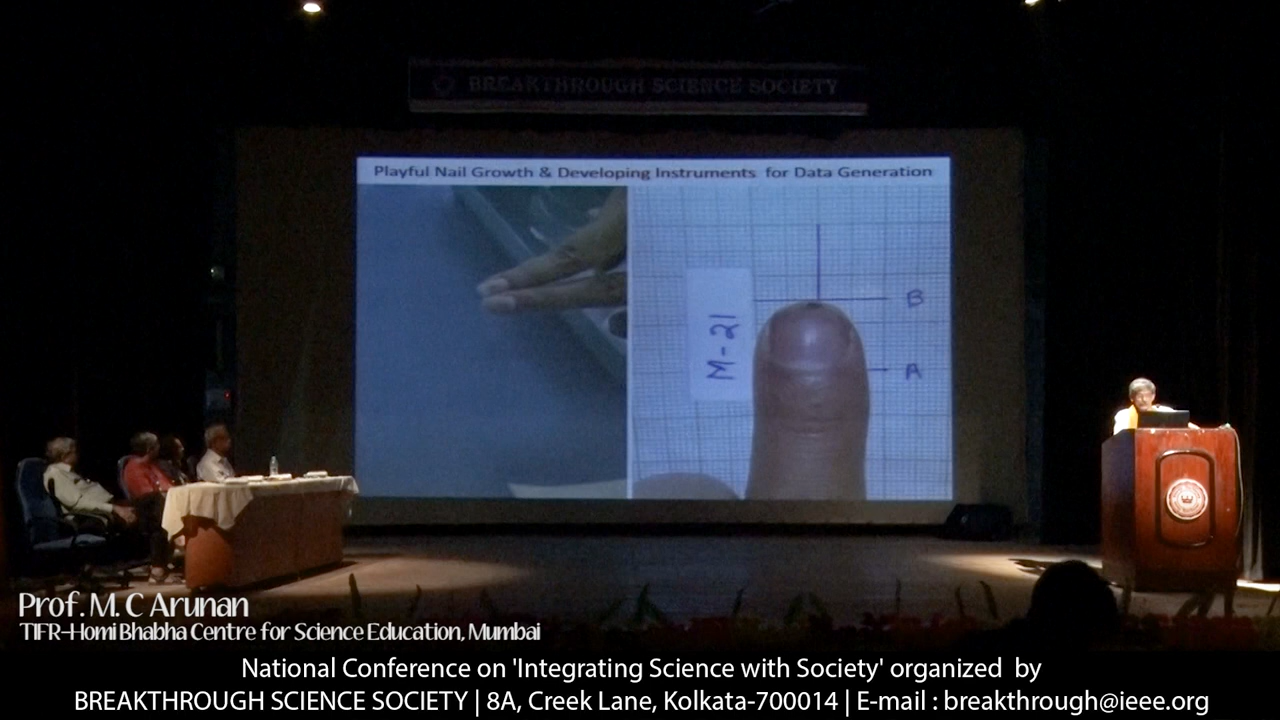 BREAKTHROUGH SCIENCE SOCIETY
Playful Nail Growth & Developing Instruments for Data Generation
B
M-21
A
Prof. M. C Arunan
TIFR-Homi Bhabha Centre for Science Education, Mumbai
National Conference on 'Integrating Science with Society' organized by
BREAKTHROUGH SCIENCE SOCIETY | 8A, Creek Lane, Kolkata-700014 | E-mail : breakthrough@ieee.org